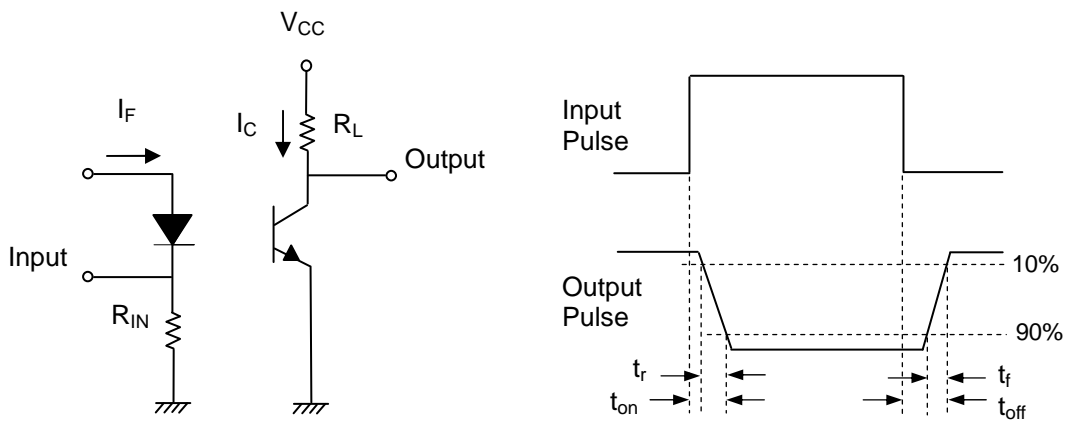 V_CC
I_F
I_C
R_L
Output
Input
R_IN
Input
Pulse
Output
Pulse
10%
90%
t_r
t_f
t_on
t_off